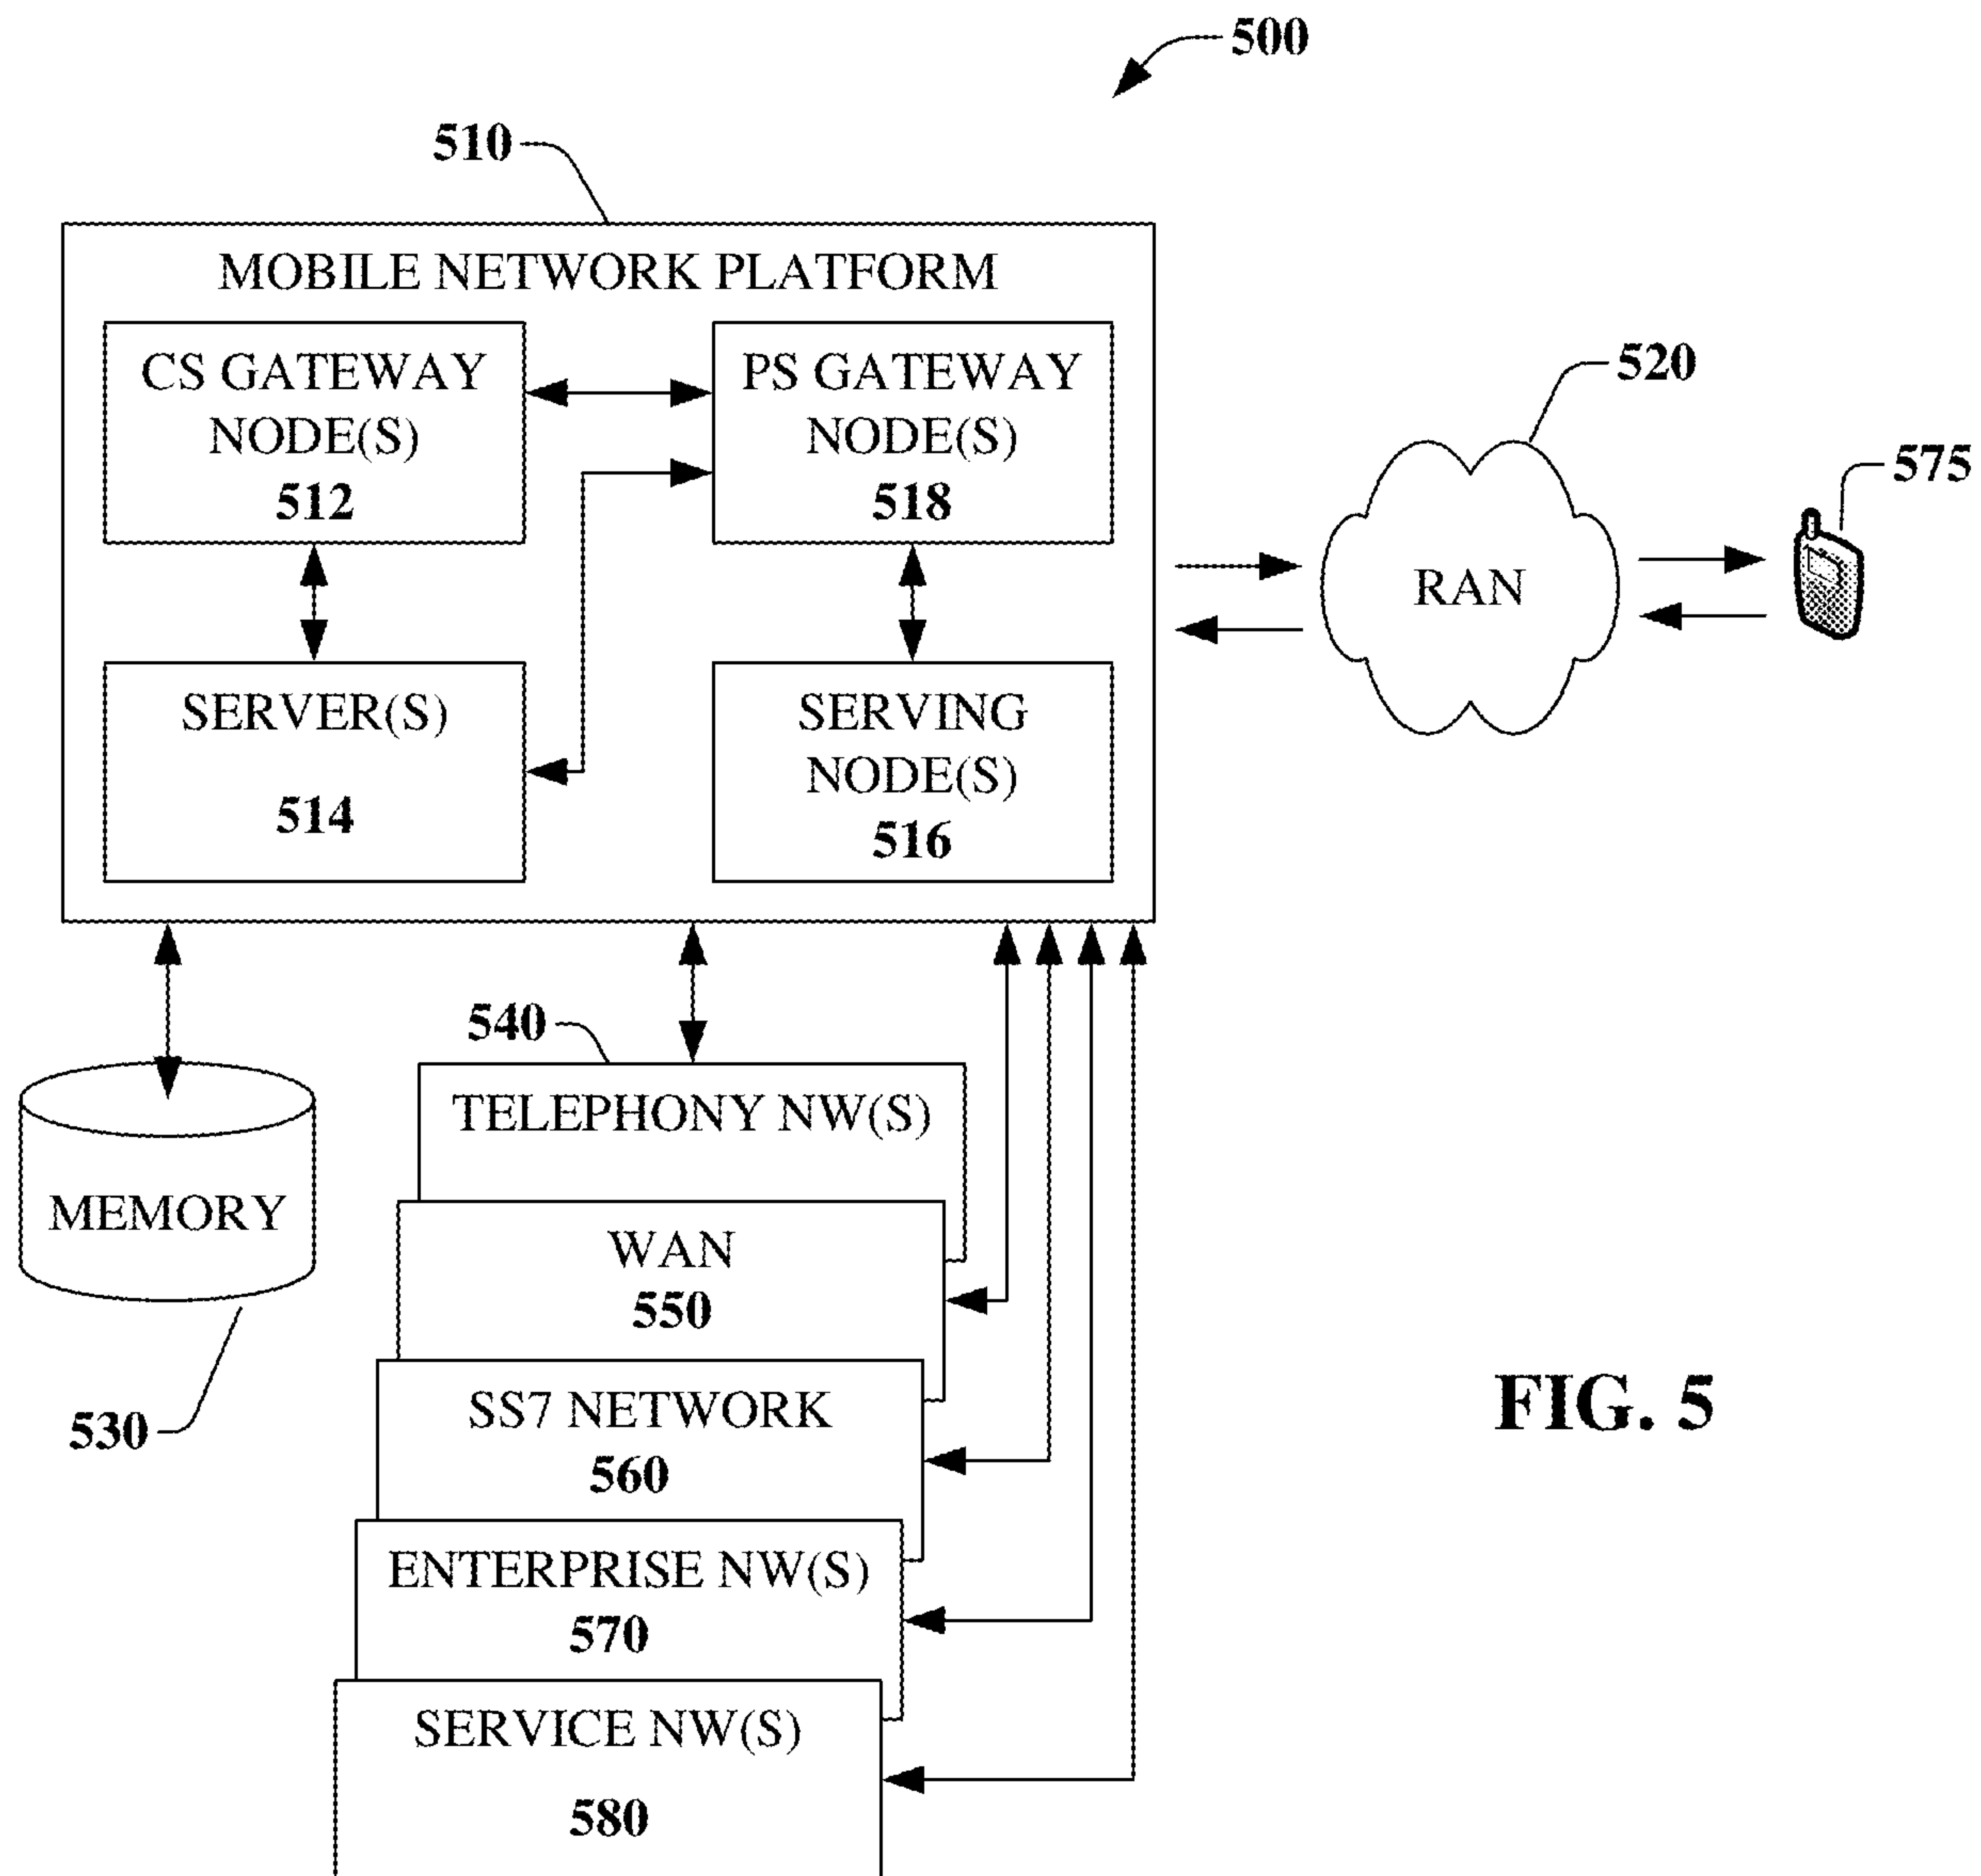 500
510
MOBILE NETWORK PLATFORM
CS GATEWAY
NODE(S)
512
PS GATEWAY
NODE(S)
518
SERVER(S)
514
SERVING
NODE(S)
516
520
RAN
575
540
TELEPHONY NW(S)
MEMORY
530
WAN
550
SS7 NETWORK
560
ENTERPRISE NW(S)
570
SERVICE NW(S)
580
FIG. 5